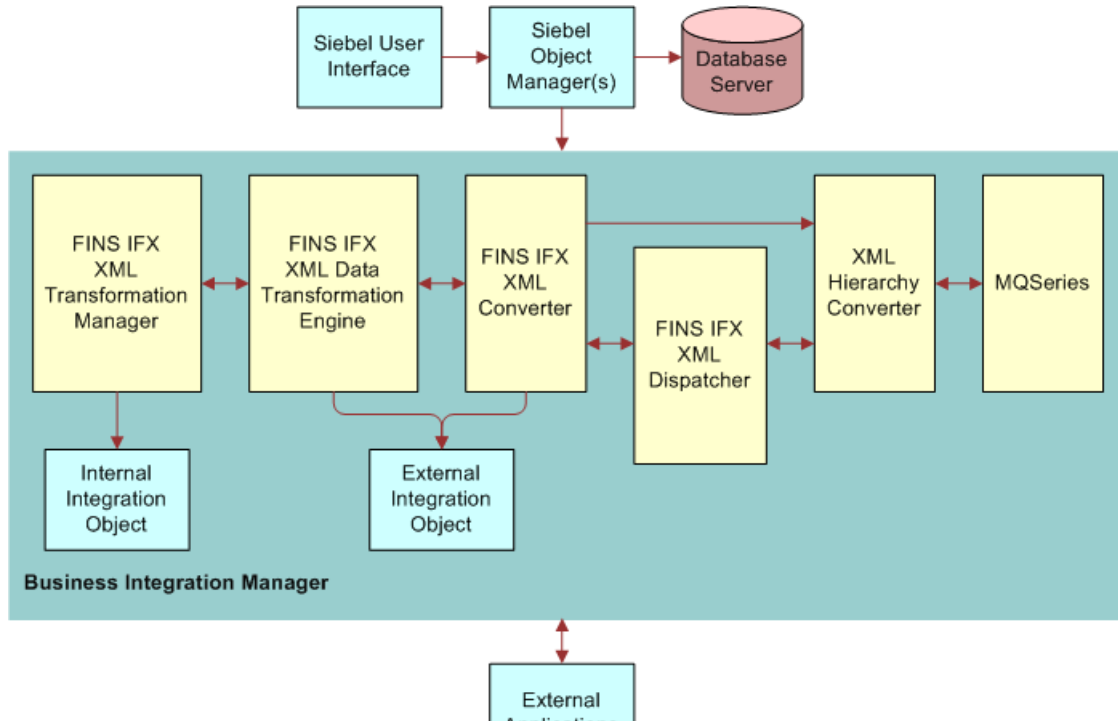 Siebel User
Interface
Siebel
Object
Manager(s)
Database
Server
FINS IFX
XML
Transformation
Manager
FINS IFX
XML Data
Transformation
Engine
FINS IFX
XML
Converter
FINS IFX
XML
Dispatcher
XML
Hierarchy
Converter
MQSeries
Internal
Integration
Object
External
Integration
Object
Business Integration Manager
External